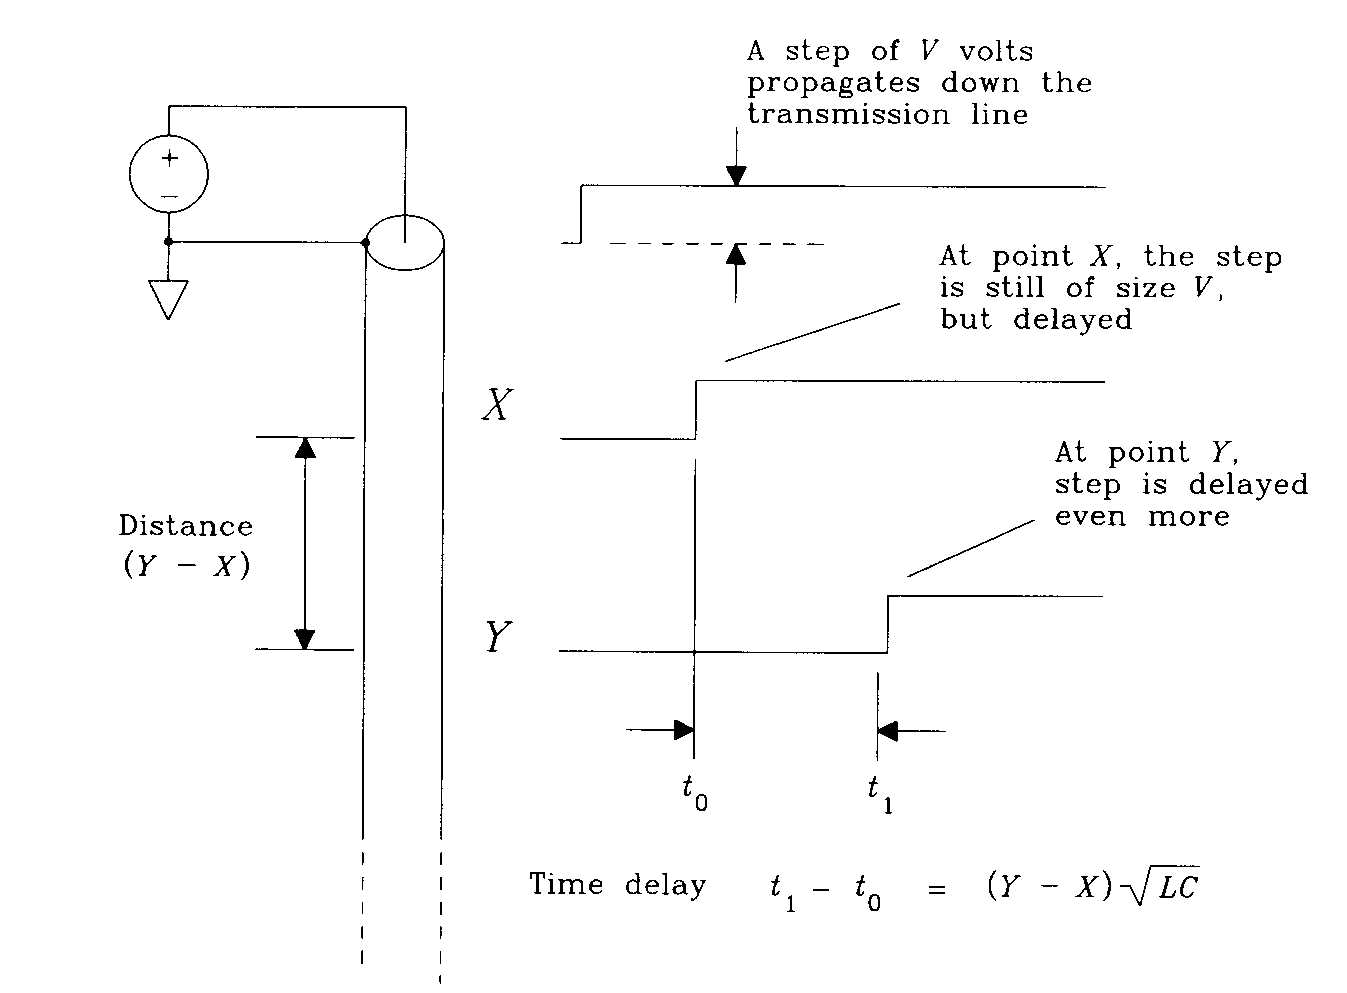 A step of V volts
propagates down the
transmission line
+
−
At point X, the step
is still of size V,
but delayed
X
At point Y,
step is delayed
even more
Distance
(Y − X)
Y
t0
t1
Time delay t1 − t0 = (Y − X)√LC